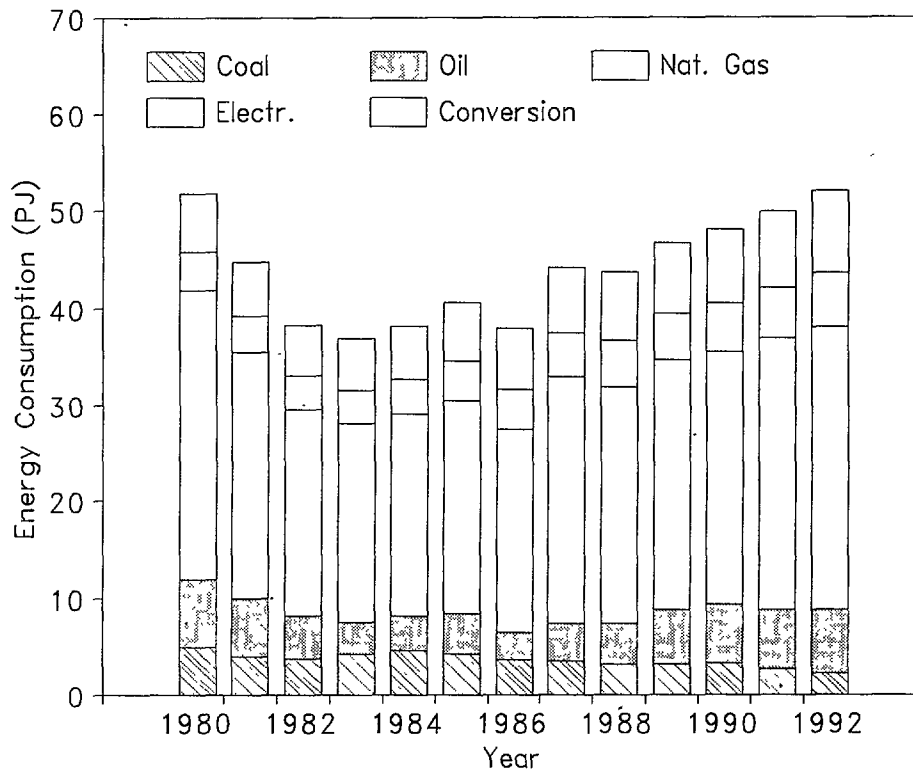 70
60
50
40
30
20
10
0
Energy Consumption (PJ)
Coal
Oil
Nat. Gas
Electr.
Conversion
1980 1982 1984 1986 1988 1990 1992
Year